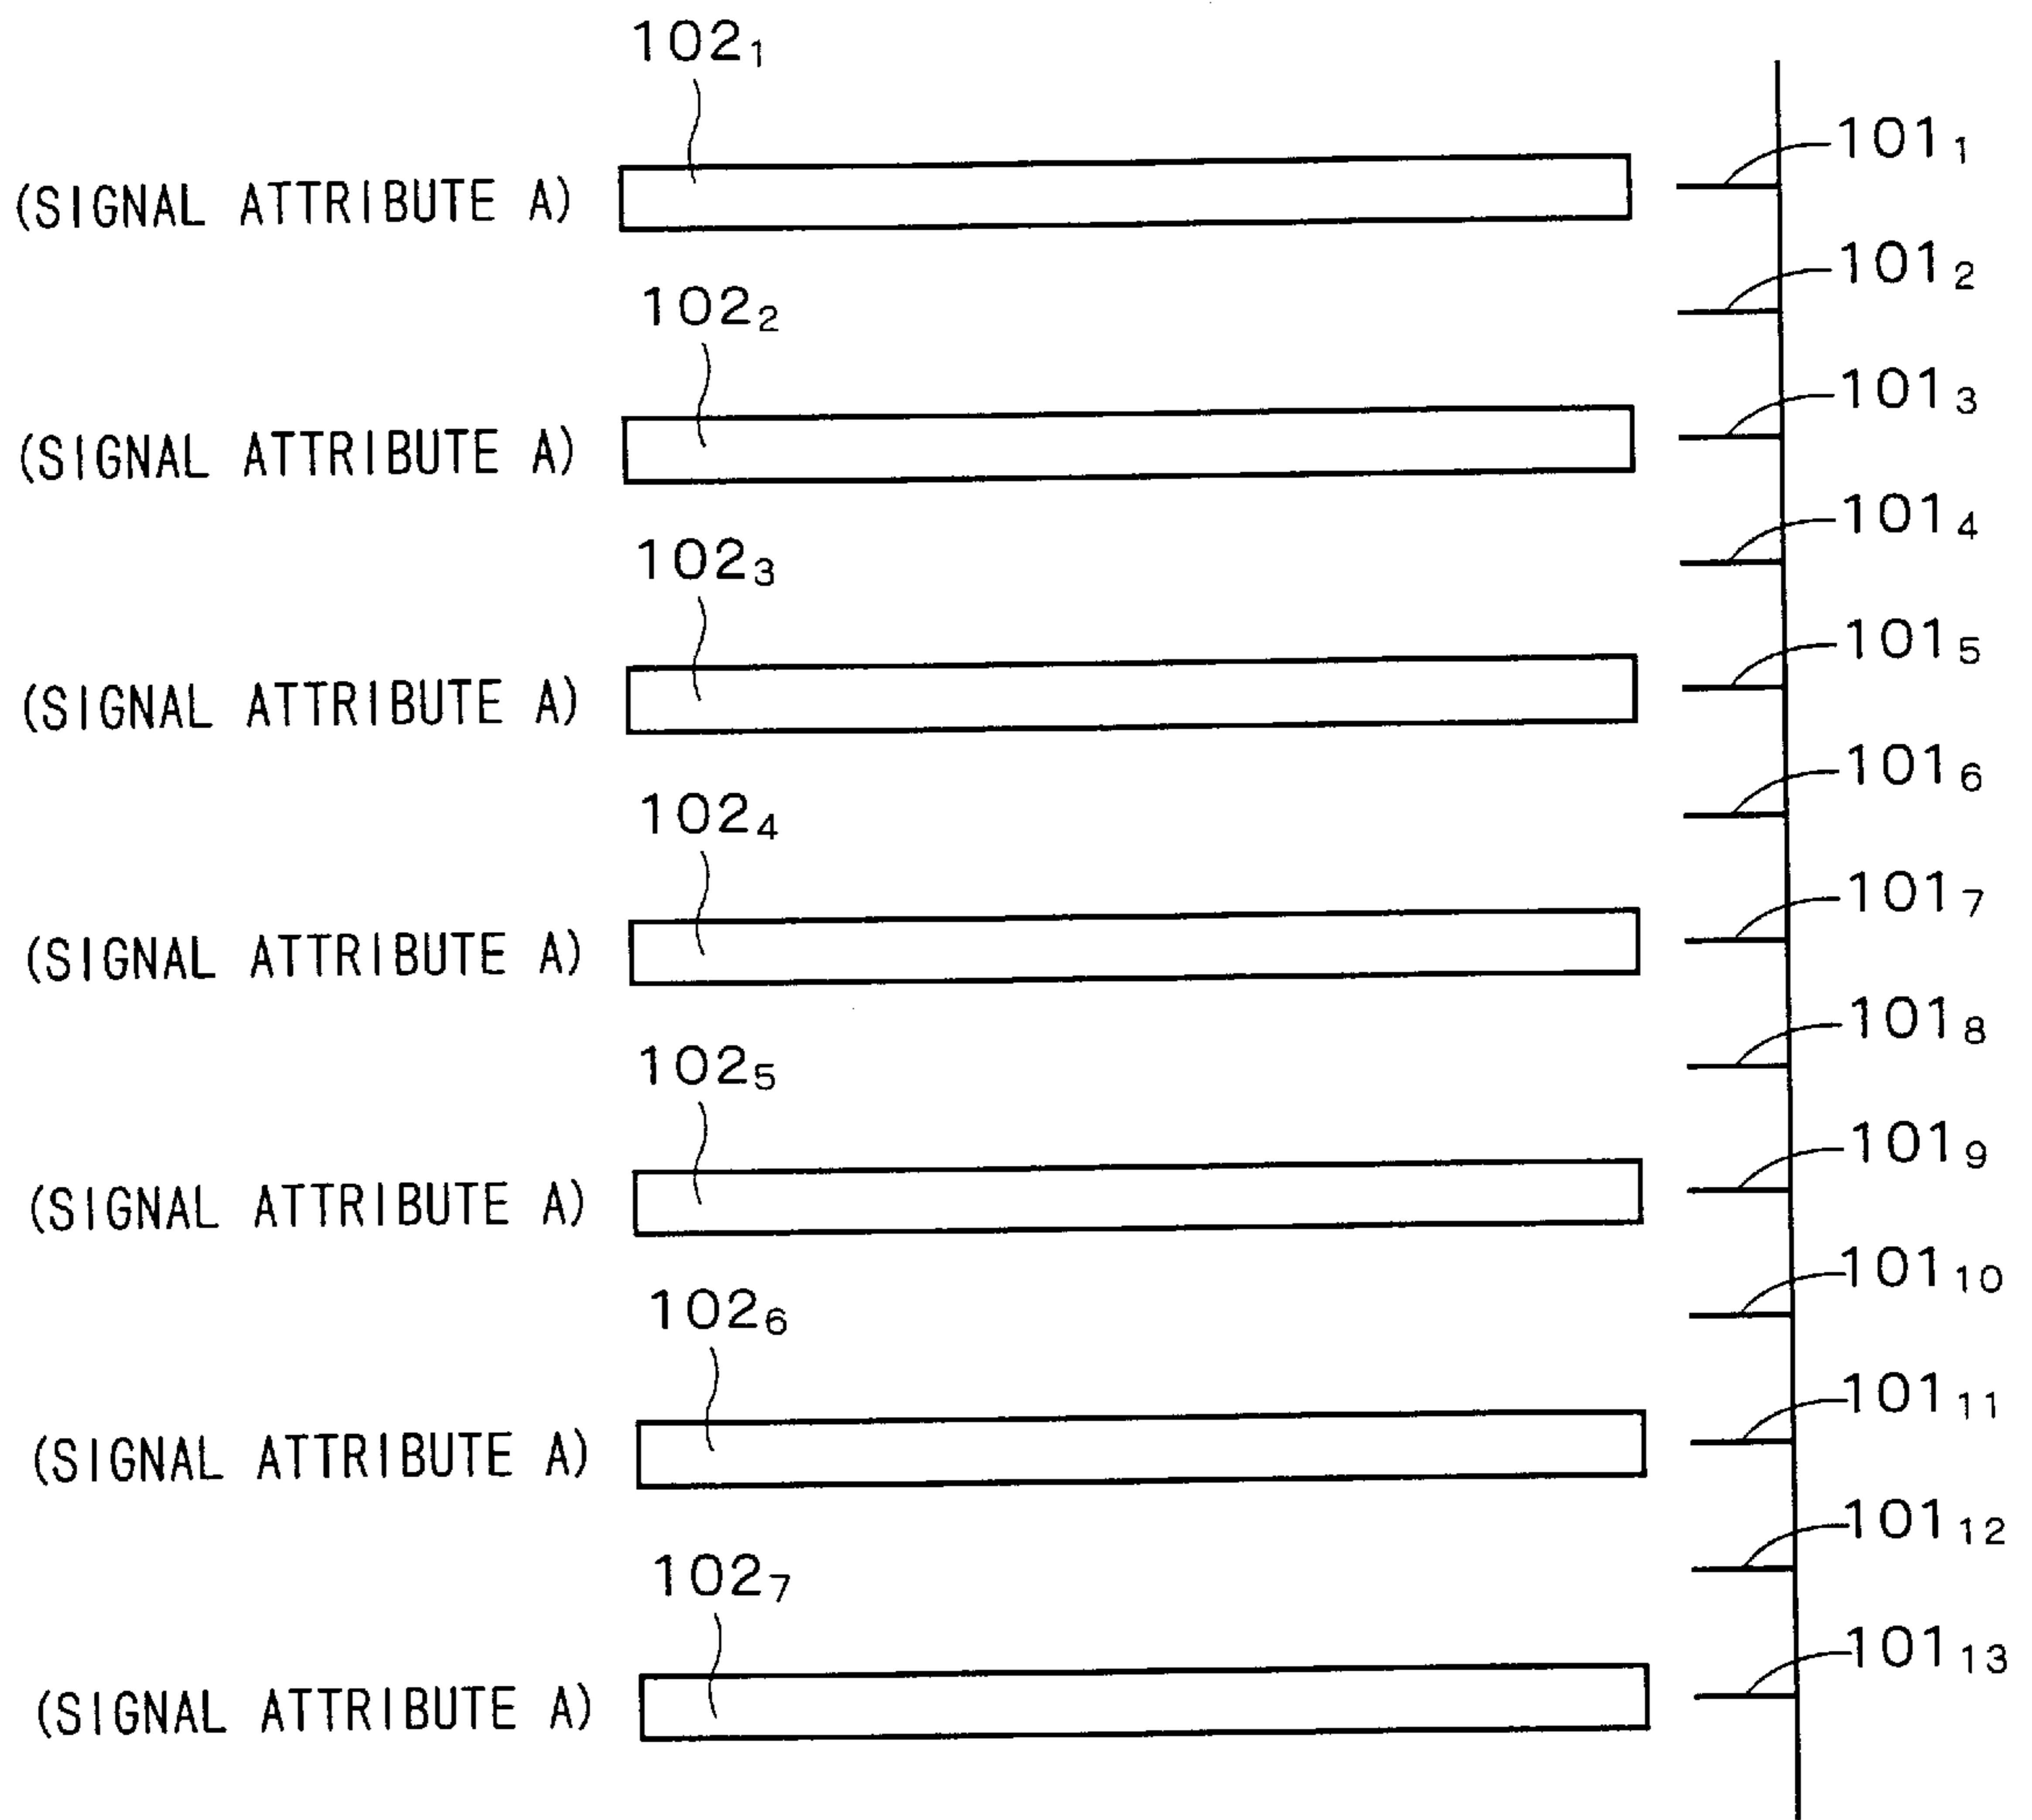 102₁
101₁
(SIGNAL ATTRIBUTE A)
101₂
102₂
101₃
(SIGNAL ATTRIBUTE A)
101₄
102₃
101₅
(SIGNAL ATTRIBUTE A)
101₆
102₄
101₇
(SIGNAL ATTRIBUTE A)
101₈
102₅
101₉
(SIGNAL ATTRIBUTE A)
101₁₀
102₆
101₁₁
(SIGNAL ATTRIBUTE A)
101₁₂
102₇
101₁₃
(SIGNAL ATTRIBUTE A)